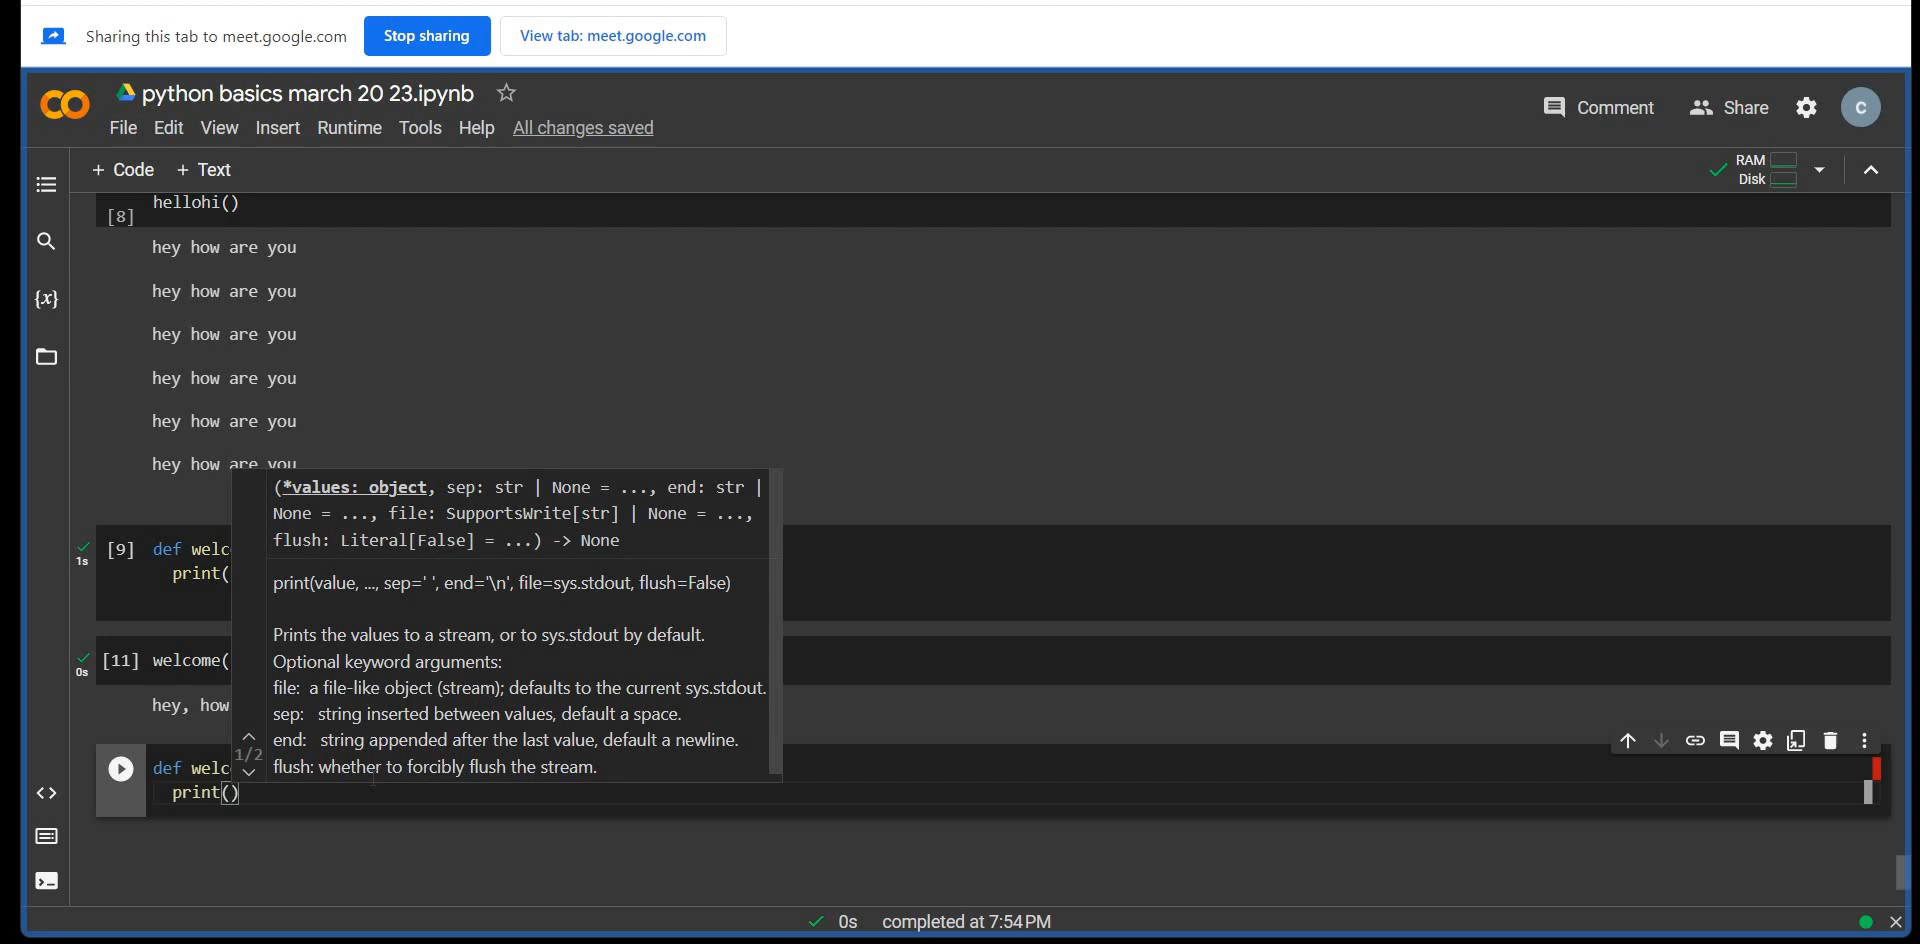 Sharing this tab to meet.google.com Stop sharing View tab: meet.google.com
python basics march 20 23.ipynb
Comment Share C
File Edit View Insert Runtime Tools Help All changes saved
+ Code + Text
RAM
Disk
hellohi()
[8]
hey how are you
hey how are you
hey how are you
hey how are you
hey how are you
hey how are you
(*values: object, sep: str | None = ..., end: str |
None = ..., file: SupportsWrite[str] | None = ...,
flush: Literal[False] = ...) -> None
print(value, ..., sep=' ', end='\n', file=sys.stdout, flush=False)
Prints the values to a stream, or to sys.stdout by default.
Optional keyword arguments:
file: a file-like object (stream); defaults to the current sys.stdout.
sep: string inserted between values, default a space.
end: string appended after the last value, default a newline.
flush: whether to forcibly flush the stream.
1/2
1s
[9] def welc
print(
0s
[11] welcome(
hey, how
def welc
print()
0s completed at 7:54 PM